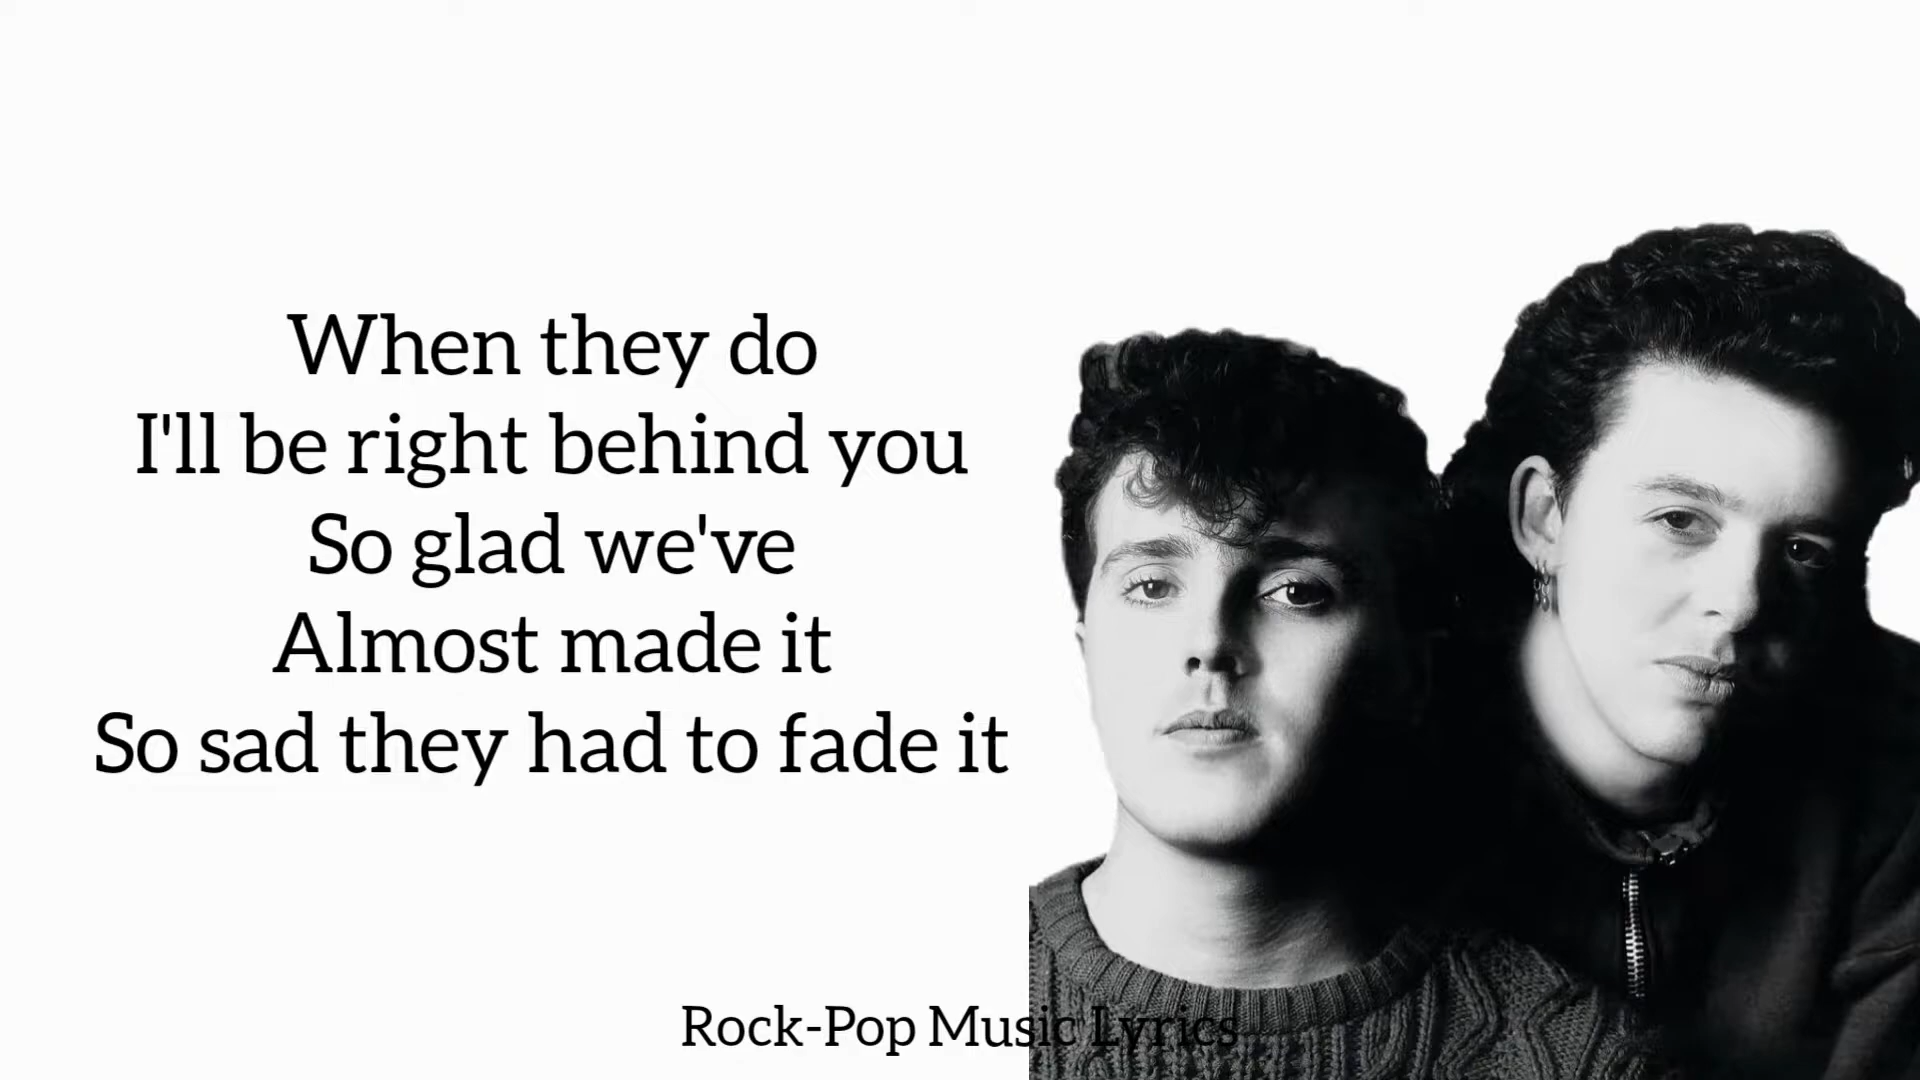 When they do
I'll be right behind you
So glad we've
Almost made it
So sad they had to fade it
Rock-Pop Music Lyrics